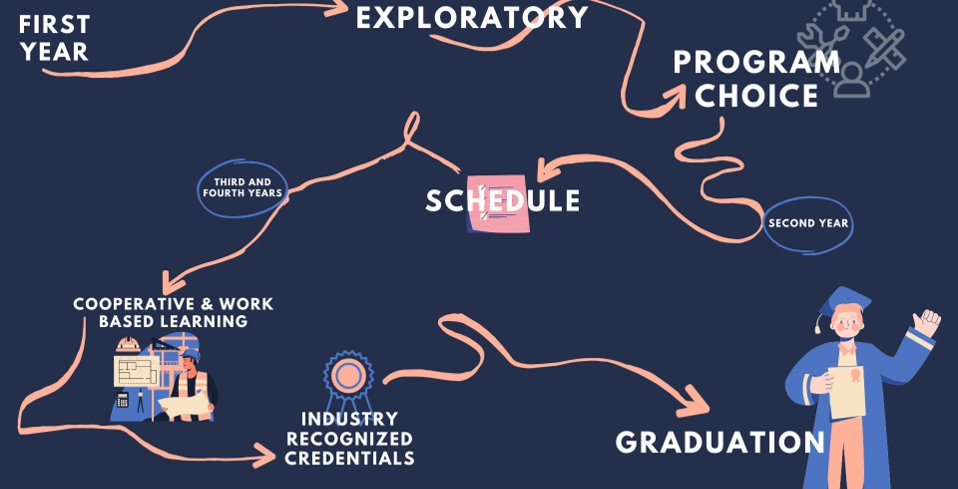 FIRST
YEAR
EXPLORATORY
PROGRAM
CHOICE
SECOND YEAR
SCHEDULE
THIRD AND
FOURTH YEARS
COOPERATIVE & WORK
BASED LEARNING
INDUSTRY
RECOGNIZED
CREDENTIALS
GRADUATION